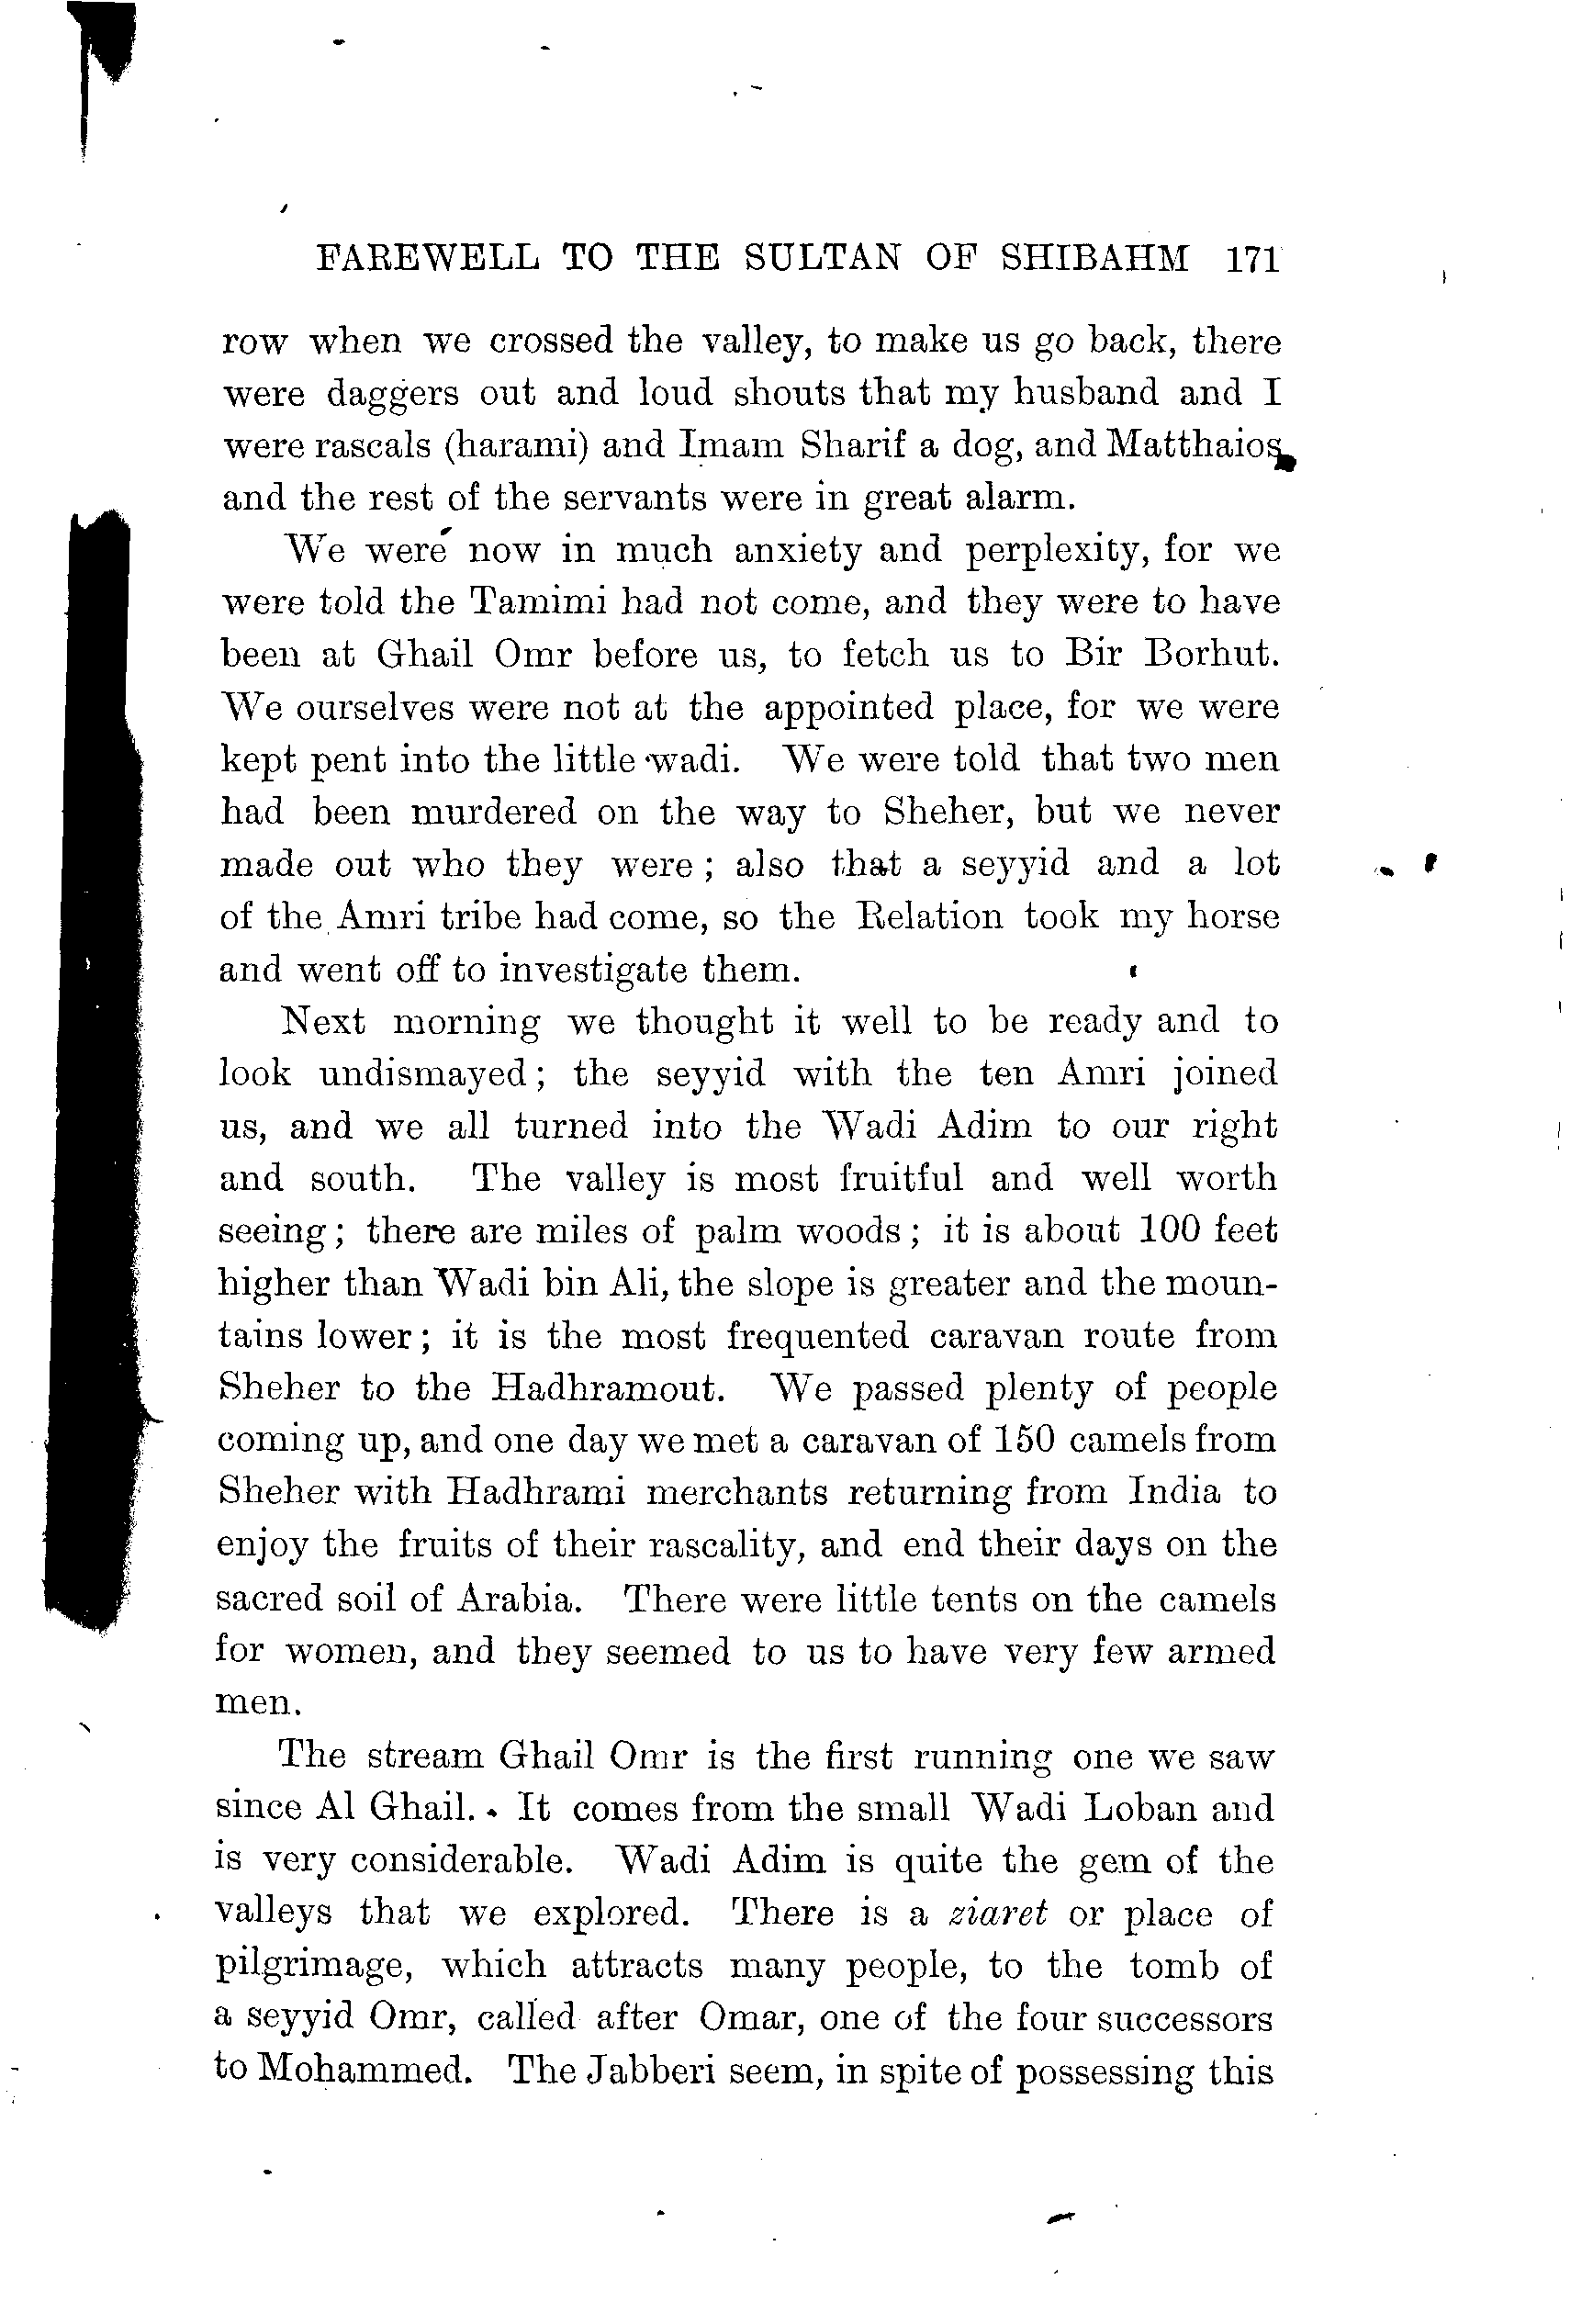 FAREWELL TO THE SULTAN OF SHIBAHM 171
row when we crossed the valley, to make us go back, there
were daggers out and loud shouts that my husband and I
were rascals (harami) and Imam Sharif a dog, and Matthaios
and the rest of the servants were in great alarm.
We were now in much anxiety and perplexity, for we
were told the Tamimi had not come, and they were to have
been at Ghail Omr before us, to fetch us to Bir Borhut.
We ourselves were not at the appointed place, for we were
kept pent into the little wadi. We were told that two men
had been murdered on the way to Sheher, but we never
made out who they were; also that a seyyid and a lot
of the Amri tribe had come, so the Relation took my horse
and went off to investigate them.
Next morning we thought it well to be ready and to
look undismayed; the seyyid with the ten Amri joined
us, and we all turned into the Wadi Adim to our right
and south. The valley is most fruitful and well worth
seeing; there are miles of palm woods; it is about 100 feet
higher than Wadi bin Ali, the slope is greater and the moun-
tains lower; it is the most frequented caravan route from
Sheher to the Hadhramout. We passed plenty of people
coming up, and one day we met a caravan of 150 camels from
Sheher with Hadhrami merchants returning from India to
enjoy the fruits of their rascality, and end their days on the
sacred soil of Arabia. There were little tents on the camels
for women, and they seemed to us to have very few armed
men.
The stream Ghail Omr is the first running one we saw
since Al Ghail. It comes from the small Wadi Loban and
is very considerable. Wadi Adim is quite the gem of the
valleys that we explored. There is a ziaret or place of
pilgrimage, which attracts many people, to the tomb of
a seyyid Omr, called after Omar, one of the four successors
to Mohammed. The Jabberi seem, in spite of possessing this